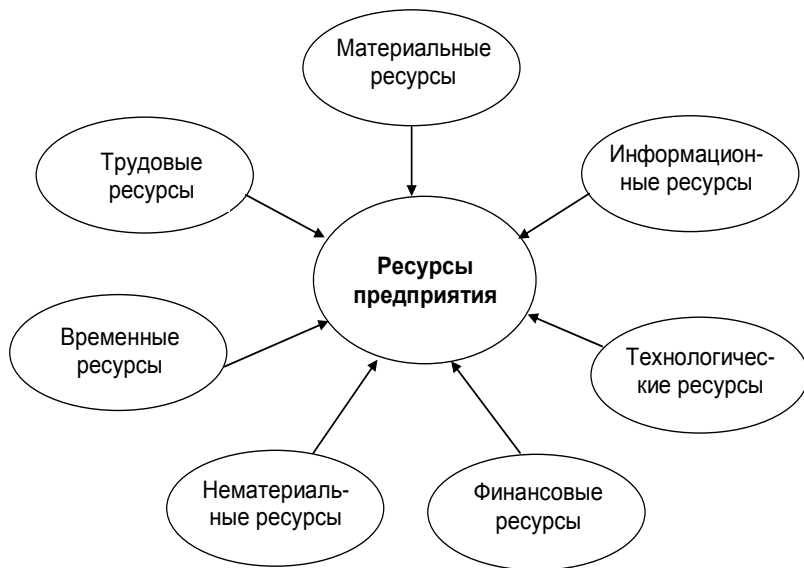 Материальные
ресурсы
Трудовые
ресурсы
Информацион-
ные ресурсы
Ресурсы
предприятия
Временные
ресурсы
Технологичес-
кие ресурсы
Нематериаль-
ные ресурсы
Финансовые
ресурсы